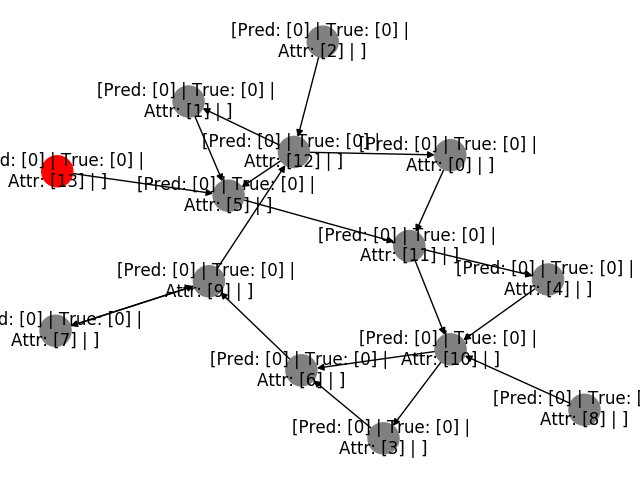 [Pred: [0] | True: [0] |
Attr: [2] | ]
[Pred: [0] | True: [0] |
Attr: [1] | ]
[Pred: [0] | True: [0] |
Attr: [12] | ]
[Pred: [0] | True: [0] |
Attr: [0] | ]
d: [0] | True: [0] |
Attr: [13] | ]
[Pred: [0] | True: [0] |
Attr: [5] | ]
[Pred: [0] | True: [0] |
Attr: [11] | ]
[Pred: [0] | True: [0] |
Attr: [9] | ]
[Pred: [0] | True: [0] |
Attr: [4] | ]
d: [0] | True: [0] |
Attr: [7] | ]
[Pred: [0] | True: [0] |
Attr: [10] | ]
[Pred: [0] | True: [0] |
Attr: [6] | ]
[Pred: [0] | True: [
Attr: [8] | ]
[Pred: [0] | True: [0] |
Attr: [3] | ]